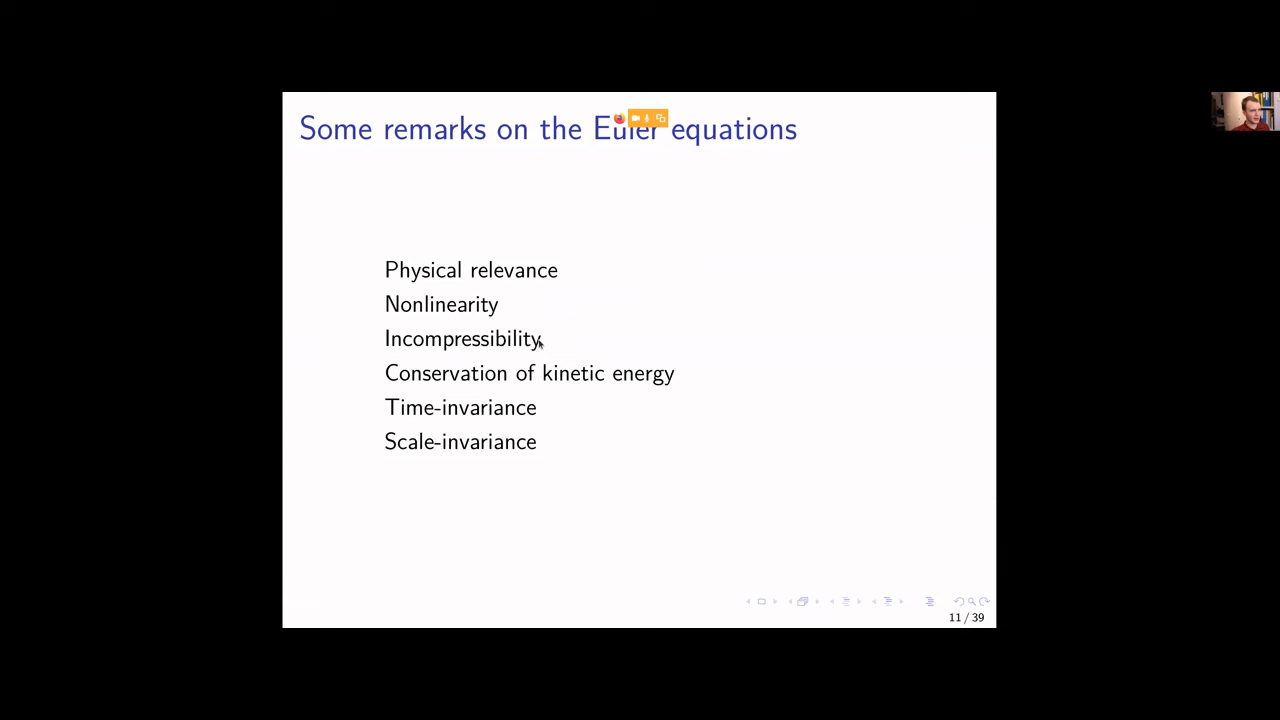 Some remarks on the Euler equations
Physical relevance
Nonlinearity
Incompressibility
Conservation of kinetic energy
Time-invariance
Scale-invariance
11 / 39